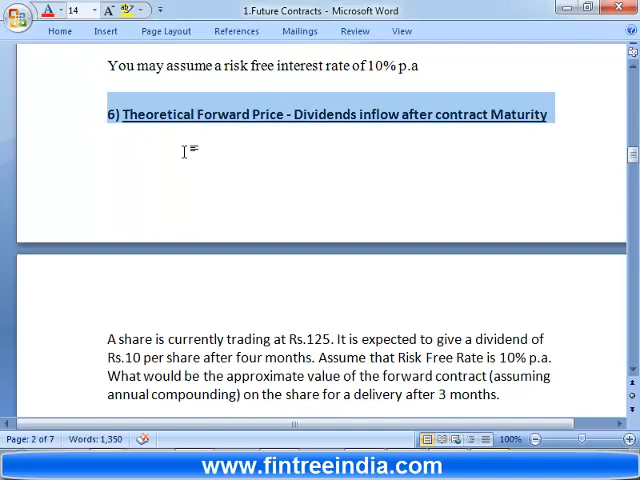 1.Future Contracts - Microsoft Word
A
14
A
ab
Home
Insert
Page Layout
References
Mailings
Review
View
You may assume a risk free interest rate of 10% p.a
6) Theoretical Forward Price - Dividends inflow after contract Maturity
A share is currently trading at Rs.125. It is expected to give a dividend of
Rs.10 per share after four months. Assume that Risk Free Rate is 10% p.a.
What would be the approximate value of the forward contract (assuming
annual compounding) on the share for a delivery after 3 months.
Page: 2 of 7
Words: 1,350
100%
www.fintreeindia.com